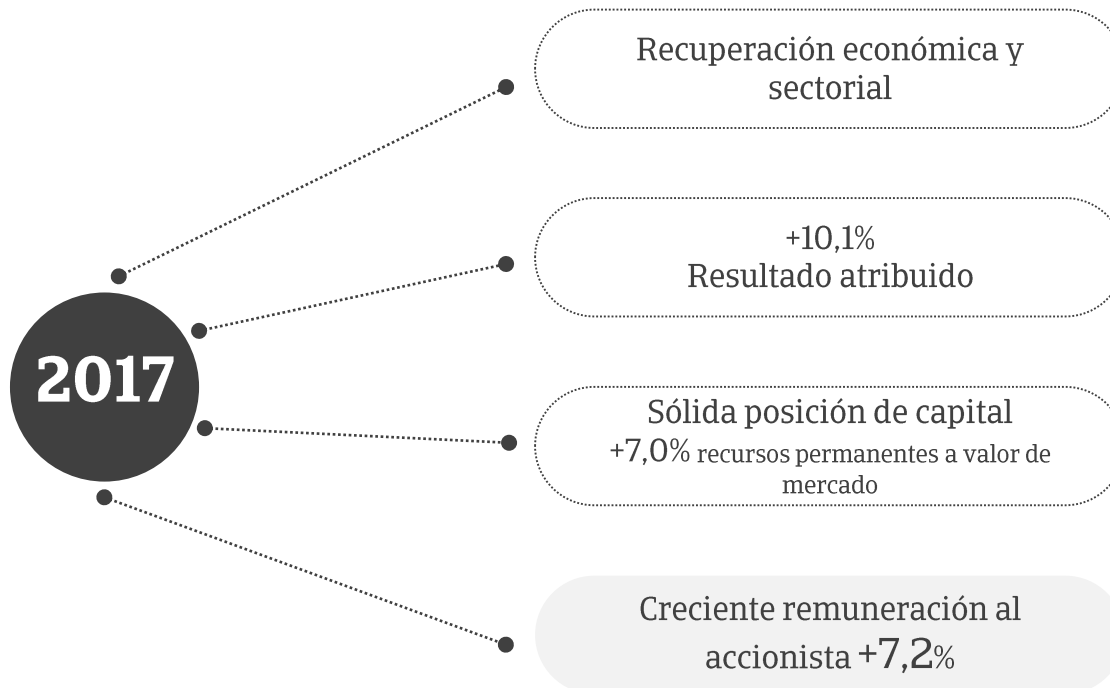 2017
Recuperación económica y
sectorial
+10,1%
Resultado atribuido
Sólida posición de capital
+7,0% recursos permanentes a valor de
mercado
Creciente remuneración al
accionista +7,2%